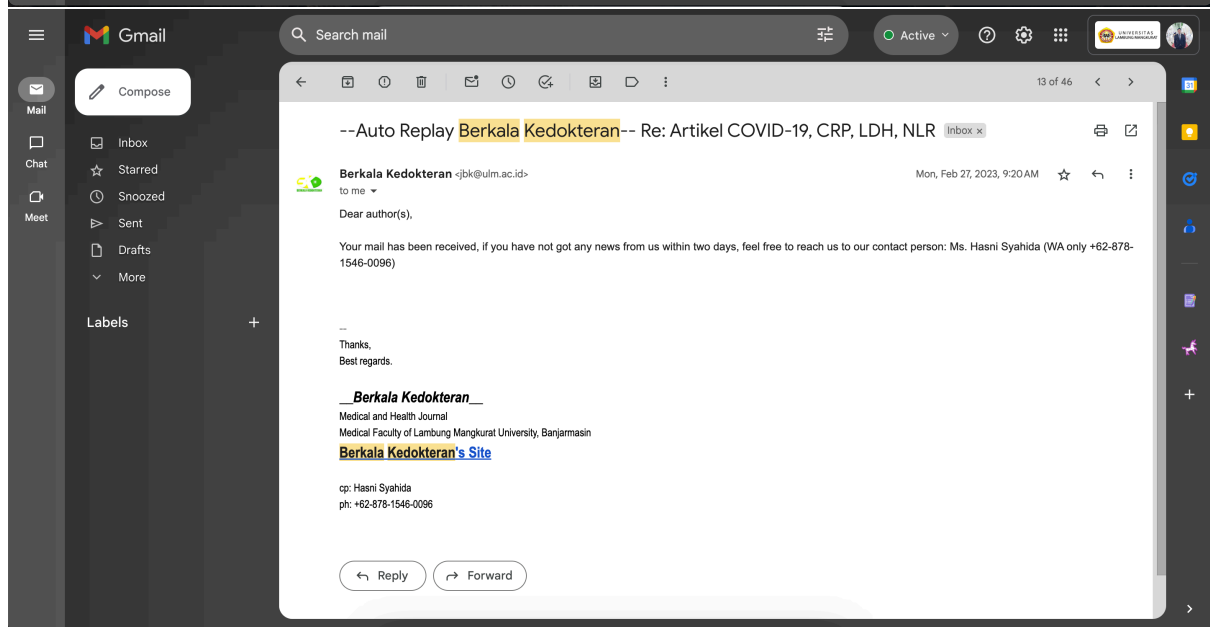 Gmail
Search mail
Active
UNIVERSITAS
LAMBUNG MANGKURAT
Mail
Chat
Meet
Compose
Inbox
Starred
Snoozed
Sent
Drafts
More
Labels
13 of 46
31
--Auto Replay Berkala Kedokteran-- Re: Artikel COVID-19, CRP, LDH, NLR Inbox x
Berkala Kedokteran <jbk@ulm.ac.id>
Mon, Feb 27, 2023, 9:20 AM
to me
Dear author(s),
Your mail has been received, if you have not got any news from us within two days, feel free to reach us to our contact person: Ms. Hasni Syahida (WA only +62-878-
1546-0096)
--
Thanks,
Best regards.
__Berkala Kedokteran__
Medical and Health Journal
Medical Faculty of Lambung Mangkurat University, Banjarmasin
Berkala Kedokteran's Site
cp: Hasni Syahida
ph: +62-878-1546-0096
Reply
Forward